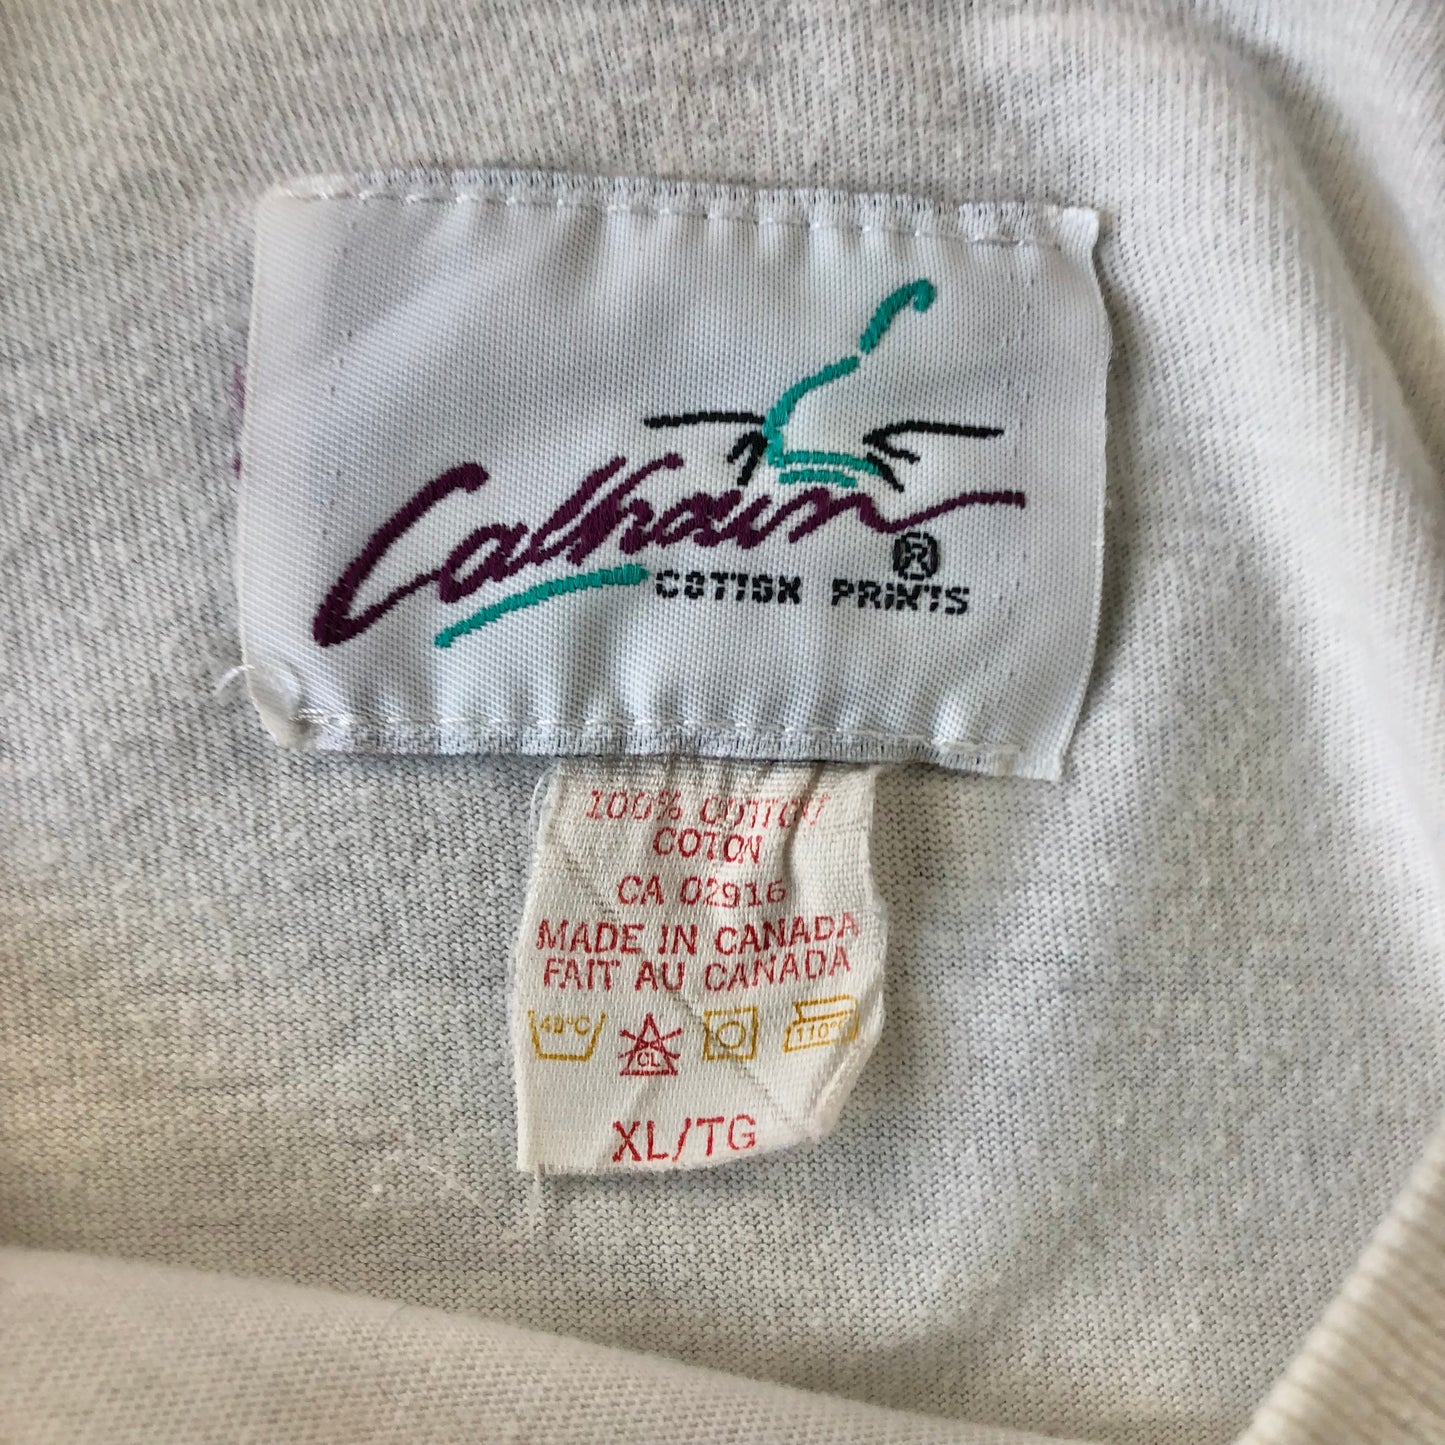 Calhoun®
COTTON PRINTS
100% COTTON
COTON
CA 02916
MADE IN CANADA
FAIT AU CANADA
40°C CL 110°C
XL/TG